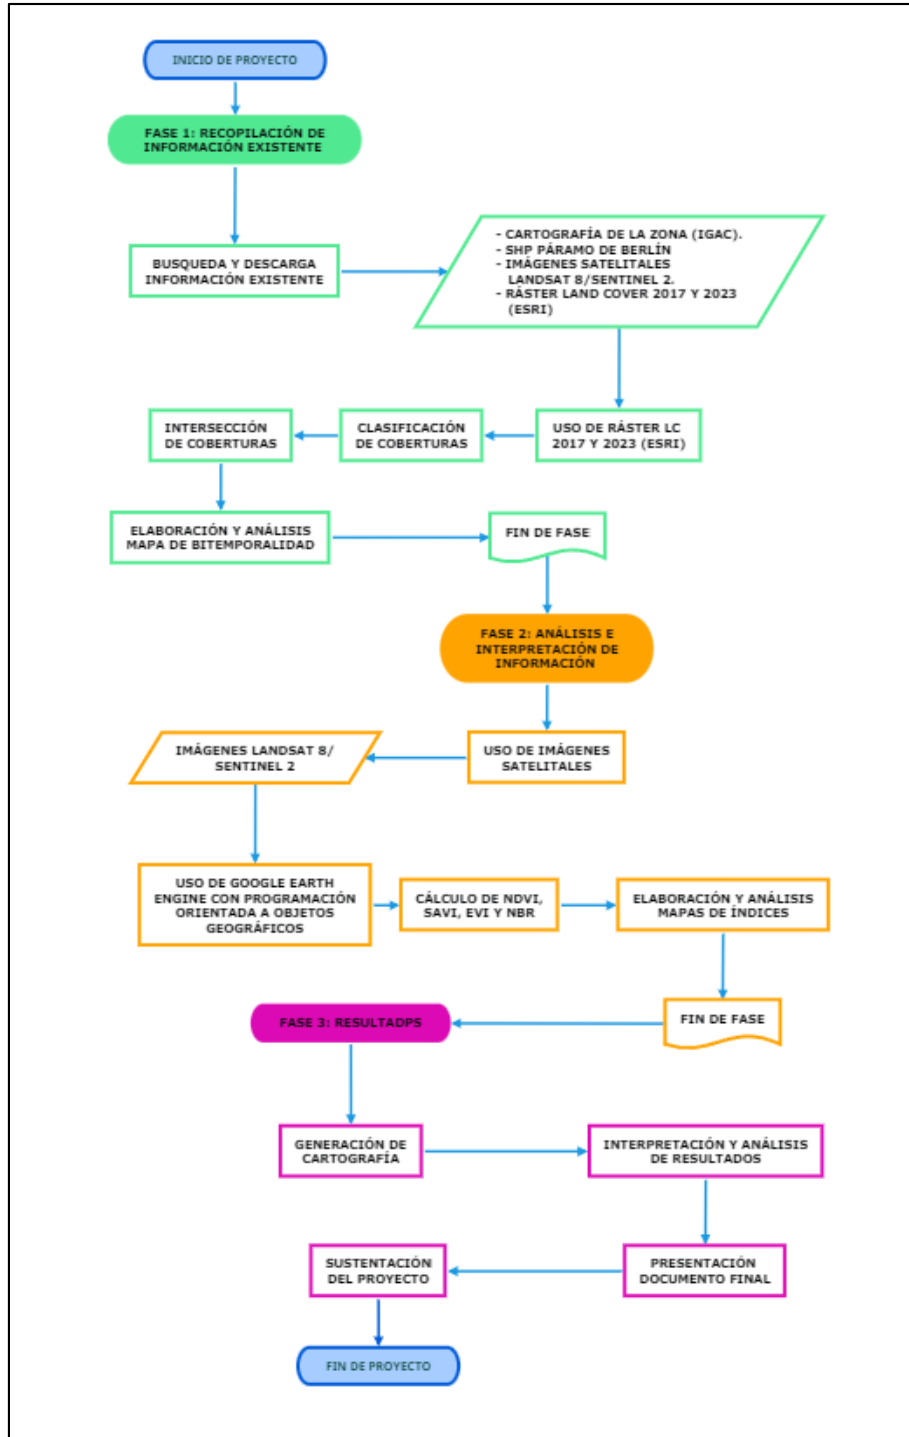 INICIO DE PROYECTO
FASE 1: RECOPILACIÓN DE
INFORMACIÓN EXISTENTE
BUSQUEDA Y DESCARGA
INFORMACIÓN EXISTENTE
- CARTOGRAFÍA DE LA ZONA (IGAC).
- SHP PÁRAMO DE BERLÍN
- IMÁGENES SATELITALES
LANDSAT 8/SENTINEL 2.
- RÁSTER LAND COVER 2017 Y 2023
(ESRI)
USO DE RÁSTER LC
2017 Y 2023 (ESRI)
CLASIFICACIÓN
DE COBERTURAS
INTERSECCIÓN
DE COBERTURAS
ELABORACIÓN Y ANÁLISIS
MAPA DE BITEMPORALIDAD
FIN DE FASE
FASE 2: ANÁLISIS E
INTERPRETACIÓN DE
INFORMACIÓN
USO DE IMÁGENES
SATELITALES
IMÁGENES LANDSAT 8/
SENTINEL 2
USO DE GOOGLE EARTH
ENGINE CON PROGRAMACIÓN
ORIENTADA A OBJETOS
GEOGRÁFICOS
CÁLCULO DE NDVI,
SAVI, EVI Y NBR
ELABORACIÓN Y ANÁLISIS
MAPAS DE ÍNDICES
FIN DE FASE
FASE 3: RESULTADPS
GENERACIÓN DE
CARTOGRAFÍA
INTERPRETACIÓN Y ANÁLISIS
DE RESULTADOS
PRESENTACIÓN
DOCUMENTO FINAL
SUSTENTACIÓN
DEL PROYECTO
FIN DE PROYECTO